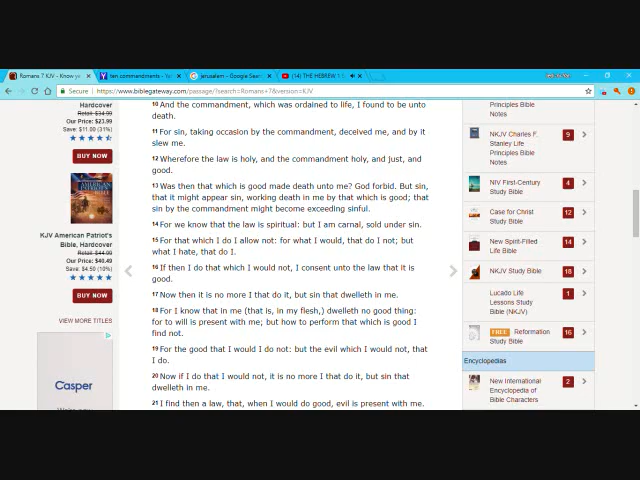 Romans 7 KJV - Know ye
ten commandments - Ya
jerusalem - Google Sear
(14) THE HEBREW 1.5
Secure
https://www.biblegateway.com/passage/?search=Romans+7&version=KJV
Hardcover
Retail: $34.99
Our Price: $23.99
Save: $11.00 (31%)
BUY NOW
AMERICAN
KJV American Patriot's
Bible, Hardcover
Retail: $44.99
Our Price: $40.49
Save: $4.50 (10%)
BUY NOW
VIEW MORE TITLES
Casper
10 And the commandment, which was ordained to life, I found to be unto
death.
11 For sin, taking occasion by the commandment, deceived me, and by it
slew me.
12 Wherefore the law is holy, and the commandment holy, and just, and
good.
13 Was then that which is good made death unto me? God forbid. But sin,
that it might appear sin, working death in me by that which is good; that
sin by the commandment might become exceeding sinful.
14 For we know that the law is spiritual: but I am carnal, sold under sin.
15 For that which I do I allow not: for what I would, that do I not; but
what I hate, that do I.
16 If then I do that which I would not, I consent unto the law that it is
good.
17 Now then it is no more I that do it, but sin that dwelleth in me.
18 For I know that in me (that is, in my flesh,) dwelleth no good thing:
for to will is present with me; but how to perform that which is good I
find not.
19 For the good that I would I do not: but the evil which I would not, that
I do.
20 Now if I do that I would not, it is no more I that do it, but sin that
dwelleth in me.
21 I find then a law, that, when I would do good, evil is present with me.
Principles Bible
Notes
NKJV Charles F.
Stanley Life
Principles Bible
Notes
9
NIV First-Century
Study Bible
4
Case for Christ
Study Bible
12
New Spirit-Filled
Life Bible
14
NKJV Study Bible
18
Lucado Life
Lessons Study
Bible (NKJV)
1
FREE Reformation
Study Bible
16
Encyclopedias
New International
Encyclopedia of
Bible Characters
2